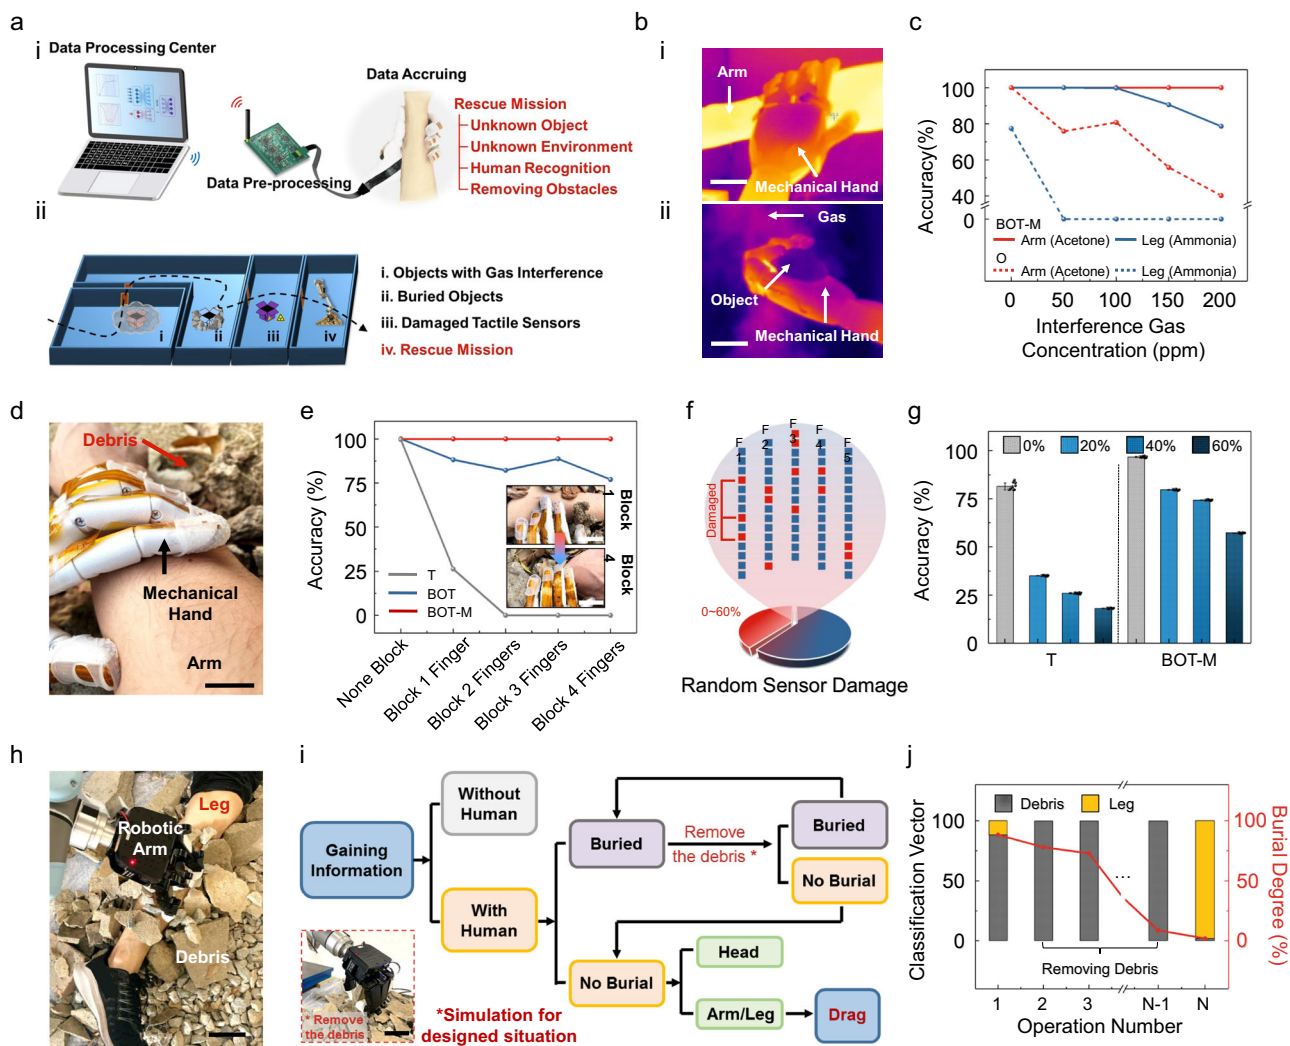 a
i
Data Processing Center
Data Accruing
Rescue Mission
Unknown Object
Unknown Environment
Human Recognition
Removing Obstacles
Data Pre-processing
ii
i
ii
iii
iv
i. Objects with Gas Interference
ii. Buried Objects
iii. Damaged Tactile Sensors
iv. Rescue Mission
b
i
Arm
Mechanical Hand
ii
Gas
Object
Mechanical Hand
c
Accuracy(%)
100
80
60
40
0
BOT-M
Arm (Acetone)
Leg (Ammonia)
O
Arm (Acetone)
Leg (Ammonia)
0
50
100
150
200
Interference Gas
Concentration (ppm)
d
Debris
Mechanical
Hand
Arm
e
Accuracy (%)
100
75
50
25
0
T
BOT
BOT-M
1
Block
4
Block
None Block
Block 1 Finger
Block 2 Fingers
Block 3 Fingers
Block 4 Fingers
f
F
1
F
2
F
3
F
4
F
5
Damaged
0~60%
Random Sensor Damage
g
0%
20%
40%
60%
Accuracy (%)
100
75
50
25
0
T
BOT-M
h
Leg
Robotic
Arm
Debris
i
Gaining
Information
Without
Human
With
Human
Buried
Remove
the debris *
Buried
No Burial
No Burial
Head
Arm/Leg
Drag
* Remove
the debris
*Simulation for
designed situation
j
Debris
Leg
Classification Vector
100
50
0
100
50
0
Burial Degree (%)
...
Removing Debris
1
2
3
N-1
N
Operation Number